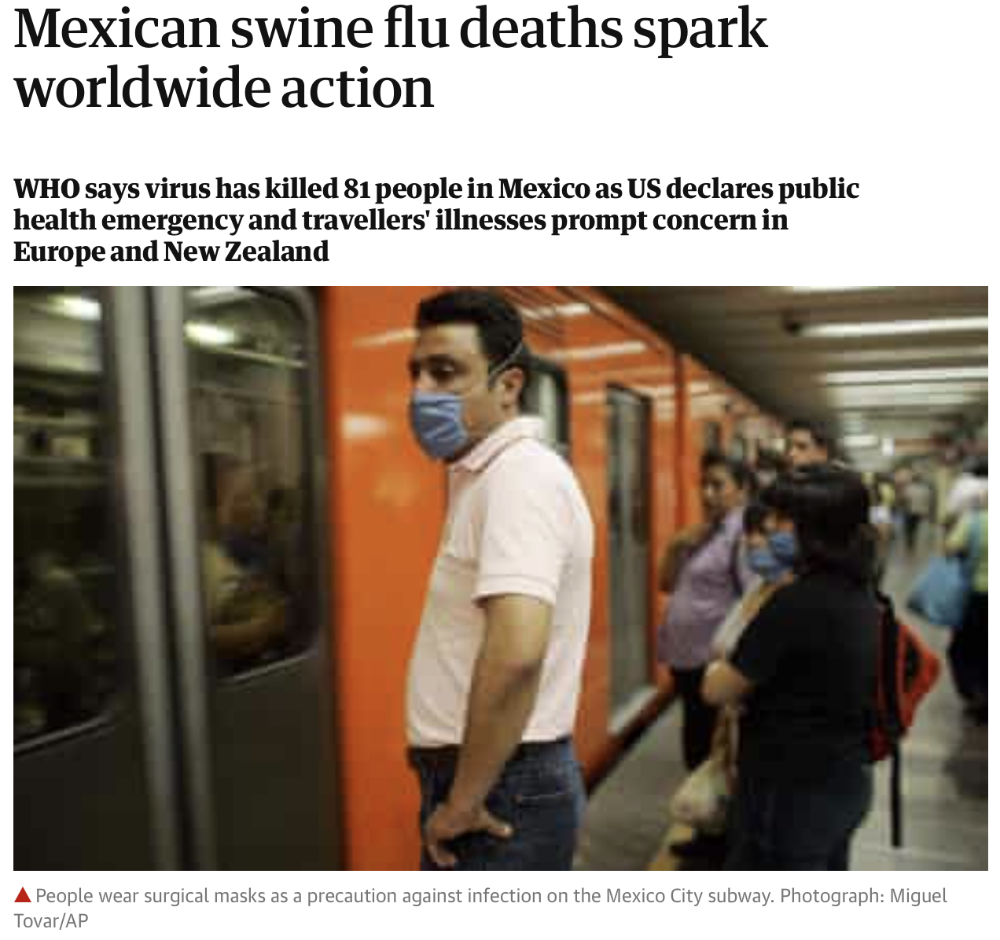 Mexican swine flu deaths spark
worldwide action
WHO says virus has killed 81 people in Mexico as US declares public
health emergency and travellers' illnesses prompt concern in
Europe and New Zealand
People wear surgical masks as a precaution against infection on the Mexico City subway. Photograph: Miguel
Tovar/AP